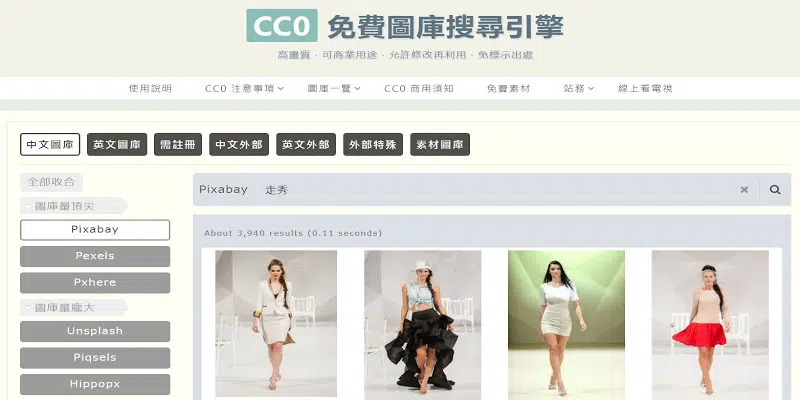 CC0 免費圖庫搜尋引擎
高畫質．可商業用途．允許修改再利用．免標示出處
使用說明 CC0 注意事項 圖庫一覽 CC0 商用須知 免費素材 站務 線上看電視
中文圖庫 英文圖庫 需註冊 中文外部 英文外部 外部特殊 素材圖庫
全部收合
圖庫量頂尖
Pixabay
Pexels
Pxhere
圖庫量龐大
Unsplash
Piqsels
Hippopx
Pixabay 走秀
About 3,940 results (0.11 seconds)